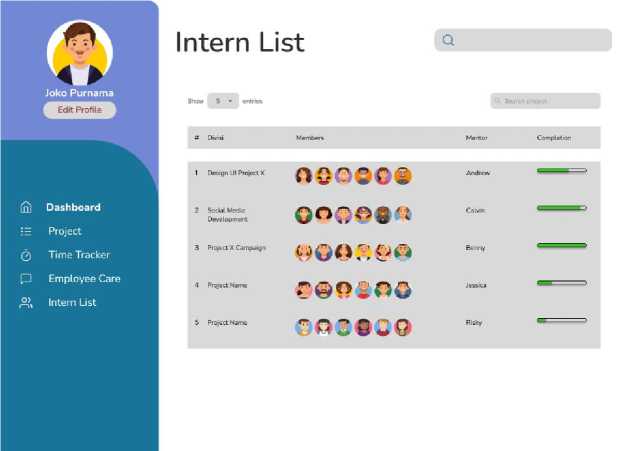 Joko Purnama
Edit Profile
Dashboard
Project
Time Tracker
Employee Care
Intern List
Intern List
Show 5 entries
Search project
# Divisi Members Mentor Completion
1 Design UI Project X Andrew
2 Social Media
Development
Calvin
3 Project X Campaign Benny
4 Project Name Jessica
5 Project Name Rizky